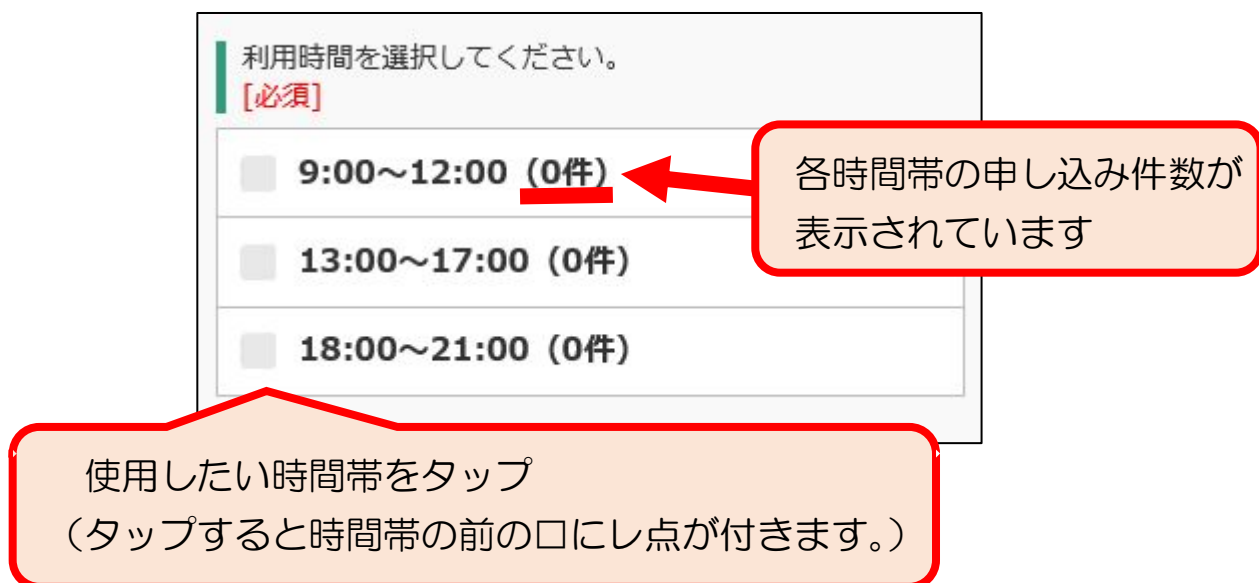 利用時間を選択してください。
[必須]
9:00～12:00（0件）
各時間帯の申し込み件数が
表示されています
13:00～17:00（0件）
18:00～21:00（0件）
使用したい時間帯をタップ
（タップすると時間帯の前の□にレ点が付きます。）